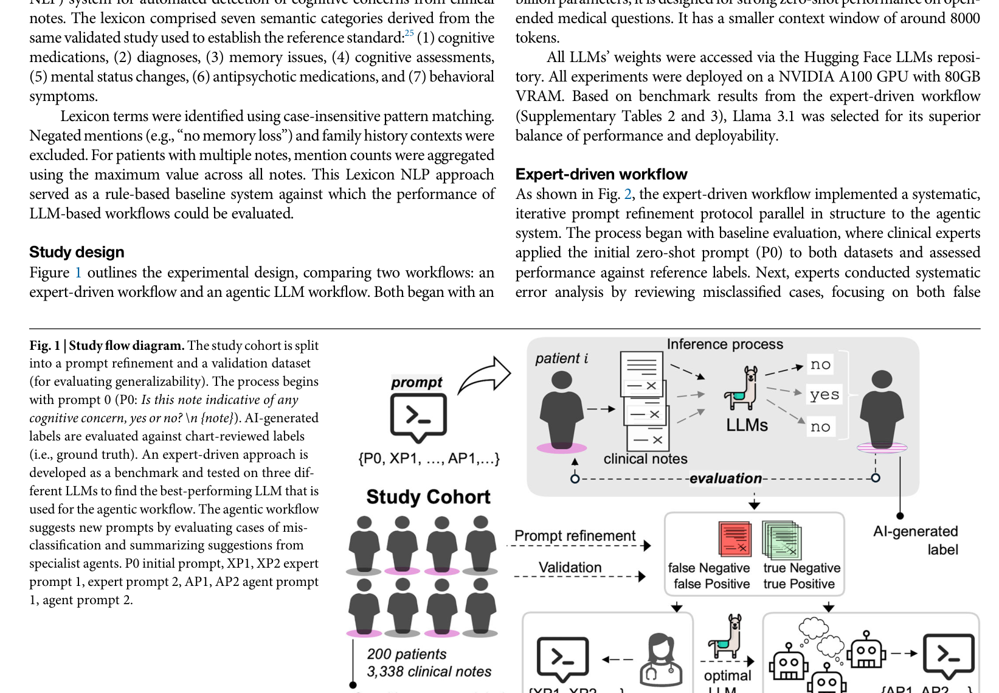 NLP) system for automated detection of cognitive concerns from clinical
notes. The lexicon comprised seven semantic categories derived from the
same validated study used to establish the reference standard:25 (1) cognitive
medications, (2) diagnoses, (3) memory issues, (4) cognitive assessments,
(5) mental status changes, (6) antipsychotic medications, and (7) behavioral
symptoms.
Lexicon terms were identified using case-insensitive pattern matching.
Negated mentions (e.g., “no memory loss”) and family history contexts were
excluded. For patients with multiple notes, mention counts were aggregated
using the maximum value across all notes. This Lexicon NLP approach
served as a rule-based baseline system against which the performance of
LLM-based workflows could be evaluated.
Study design
Figure 1 outlines the experimental design, comparing two workflows: an
expert-driven workflow and an agentic LLM workflow. Both began with an
billion parameters, it is designed for strong zero-shot performance on open-
ended medical questions. It has a smaller context window of around 8000
tokens.
All LLMs’ weights were accessed via the Hugging Face LLMs reposi-
tory. All experiments were deployed on a NVIDIA A100 GPU with 80GB
VRAM. Based on benchmark results from the expert-driven workflow
(Supplementary Tables 2 and 3), Llama 3.1 was selected for its superior
balance of performance and deployability.
Expert-driven workflow
As shown in Fig. 2, the expert-driven workflow implemented a systematic,
iterative prompt refinement protocol parallel in structure to the agentic
system. The process began with baseline evaluation, where clinical experts
applied the initial zero-shot prompt (P0) to both datasets and assessed
performance against reference labels. Next, experts conducted systematic
error analysis by reviewing misclassified cases, focusing on both false
Fig. 1 | Study flow diagram. The study cohort is split
into a prompt refinement and a validation dataset
(for evaluating generalizability). The process begins
with prompt 0 (P0: Is this note indicative of any
cognitive concern, yes or no? \n {note}). AI-generated
labels are evaluated against chart-reviewed labels
(i.e., ground truth). An expert-driven approach is
developed as a benchmark and tested on three dif-
ferent LLMs to find the best-performing LLM that is
used for the agentic workflow. The agentic workflow
suggests new prompts by evaluating cases of mis-
classification and summarizing suggestions from
specialist agents. P0 initial prompt, XP1, XP2 expert
prompt 1, expert prompt 2, AP1, AP2 agent prompt
1, agent prompt 2.
prompt
{P0, XP1, ..., AP1,...}
Inference process
patient i
clinical notes
LLMs
no
yes
no
evaluation
AI-generated
label
Study Cohort
Prompt refinement
Validation
false Negative
false Positive
true Negative
true Positive
200 patients
3,338 clinical notes
{XP1, XP2, ...}
optimal
LLM
{AP1, AP2, ...}